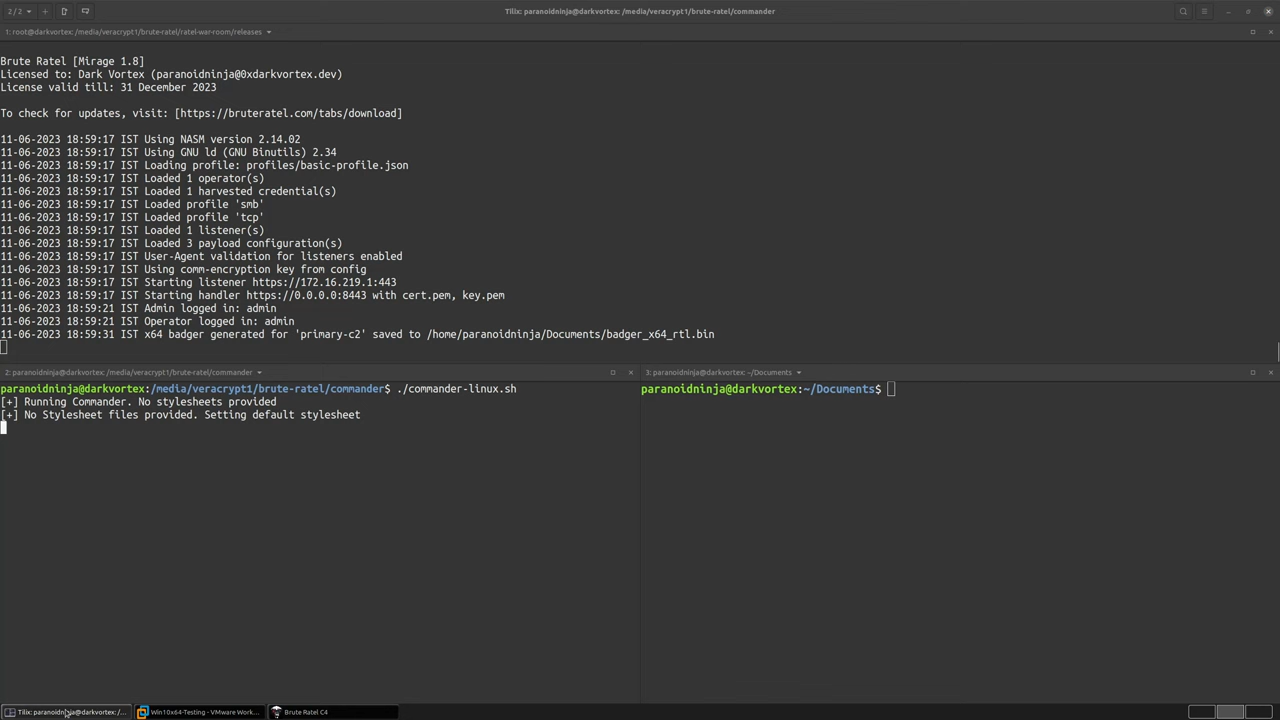 2 / 2
Tilix: paranoidninja@darkvortex: /media/veracrypt1/brute-ratel/commander
1: root@darkvortex: /media/veracrypt1/brute-ratel/ratel-war-room/releases
Brute Ratel [Mirage 1.8]
Licensed to: Dark Vortex (paranoidninja@0xdarkvortex.dev)
License valid till: 31 December 2023
To check for updates, visit: [https://bruteratel.com/tabs/download]
11-06-2023 18:59:17 IST Using NASM version 2.14.02
11-06-2023 18:59:17 IST Using GNU ld (GNU Binutils) 2.34
11-06-2023 18:59:17 IST Loading profile: profiles/basic-profile.json
11-06-2023 18:59:17 IST Loaded 1 operator(s)
11-06-2023 18:59:17 IST Loaded 1 harvested credential(s)
11-06-2023 18:59:17 IST Loaded profile 'smb'
11-06-2023 18:59:17 IST Loaded profile 'tcp'
11-06-2023 18:59:17 IST Loaded 1 listener(s)
11-06-2023 18:59:17 IST Loaded 3 payload configuration(s)
11-06-2023 18:59:17 IST User-Agent validation for listeners enabled
11-06-2023 18:59:17 IST Using comm-encryption key from config
11-06-2023 18:59:17 IST Starting listener https://172.16.219.1:443
11-06-2023 18:59:17 IST Starting handler https://0.0.0.0:8443 with cert.pem, key.pem
11-06-2023 18:59:21 IST Admin logged in: admin
11-06-2023 18:59:21 IST Operator logged in: admin
11-06-2023 18:59:31 IST x64 badger generated for 'primary-c2' saved to /home/paranoidninja/Documents/badger_x64_rtl.bin
2: paranoidninja@darkvortex: /media/veracrypt1/brute-ratel/commander
paranoidninja@darkvortex:/media/veracrypt1/brute-ratel/commander$ ./commander-linux.sh
[+] Running Commander. No stylesheets provided
[+] No Stylesheet files provided. Setting default stylesheet
3: paranoidninja@darkvortex: ~/Documents
paranoidninja@darkvortex:~/Documents$
Tilix: paranoidninja@darkvortex: /...
Win10x64-Testing - VMware Work...
Brute Ratel C4